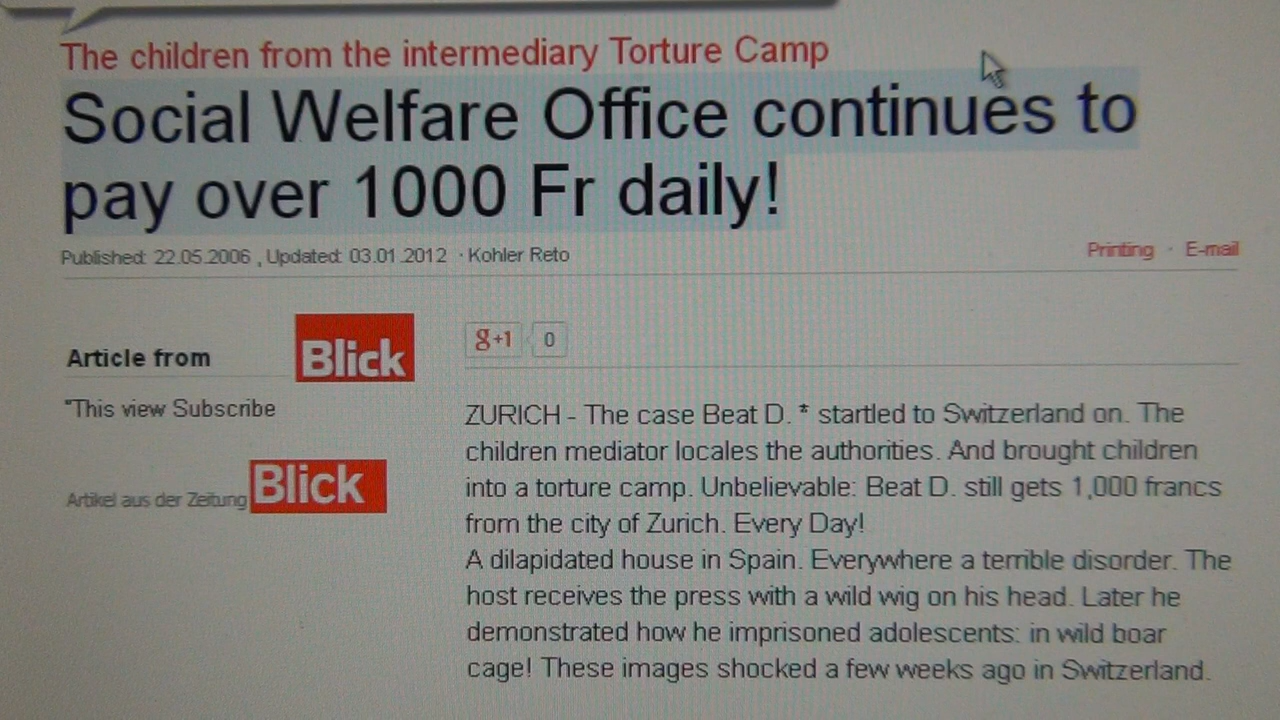 The children from the intermediary Torture Camp
Social Welfare Office continues to
pay over 1000 Fr daily!
Published: 22.05.2006 , Updated: 03.01.2012 · Kohler Reto
Printing · E-mail
Article from Blick
"This view Subscribe
Artikel aus der Zeitung Blick
g+1 0
ZURICH - The case Beat D. * startled to Switzerland on. The
children mediator locales the authorities. And brought children
into a torture camp. Unbelievable: Beat D. still gets 1,000 francs
from the city of Zurich. Every Day!
A dilapidated house in Spain. Everywhere a terrible disorder. The
host receives the press with a wild wig on his head. Later he
demonstrated how he imprisoned adolescents: in wild boar
cage! These images shocked a few weeks ago in Switzerland.